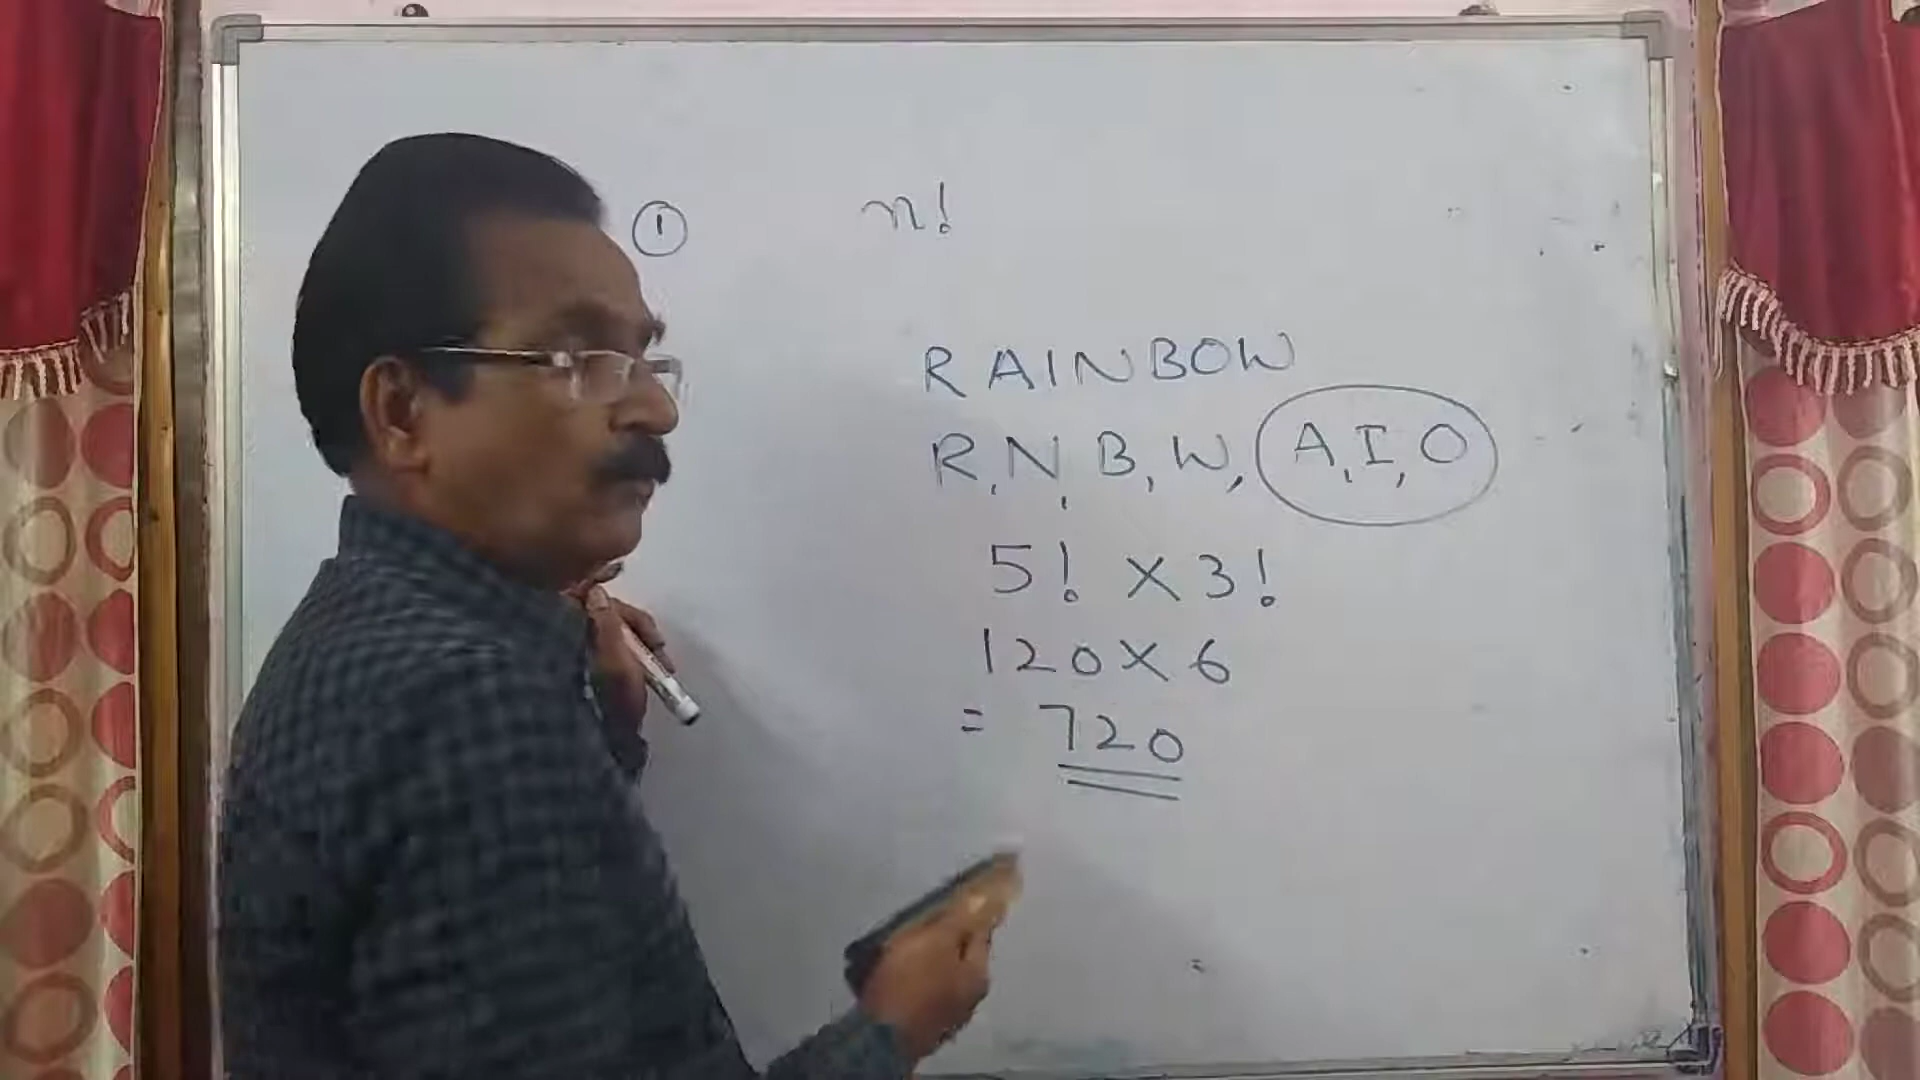 ① n!
RAINBOW
R, N, B, W, A, I, O
5! × 3!
120 × 6
= 720